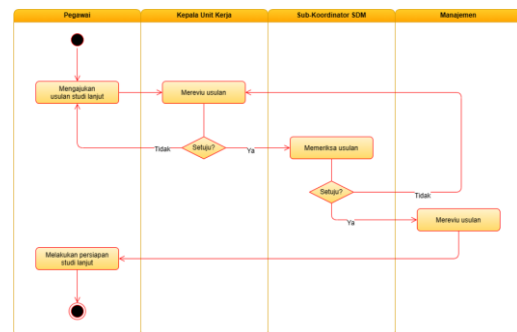 Pegawai
Kepala Unit Kerja
Sub-Koordinator SDM
Manajemen
Mengajukan
usulan studi lanjut
Mereviu usulan
Tidak
Setuju?
Ya
Memeriksa usulan
Setuju?
Tidak
Ya
Mereviu usulan
Melakukan persiapan
studi lanjut